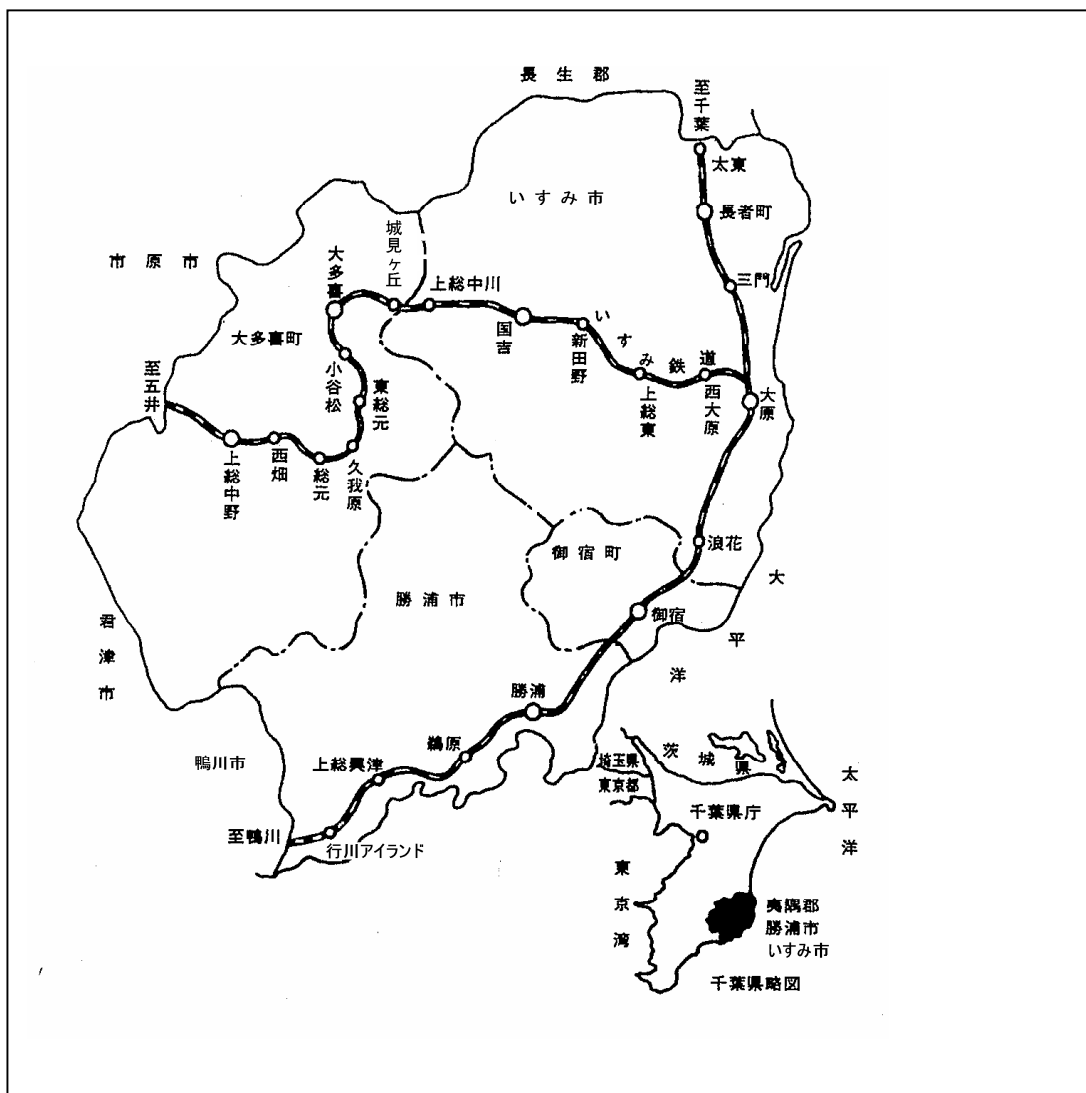 長生郡
至千葉
太東
長者町
三門
いすみ市
市原市
城見ヶ丘
大多喜
上総中川
国吉
新田野
いすみ鉄道
上総東
西大原
大原
大多喜町
小谷松
東総元
至五井
上総中野
西畑
総元
久我原
浪花
御宿町
御宿
大平洋
勝浦市
君津市
勝浦
鵜原
上総興津
鴨川市
至鴨川
行川アイランド
埼玉県
東京都
茨城県
千葉県庁
太平洋
東京湾
夷隅郡
勝浦市
いすみ市
千葉県略図